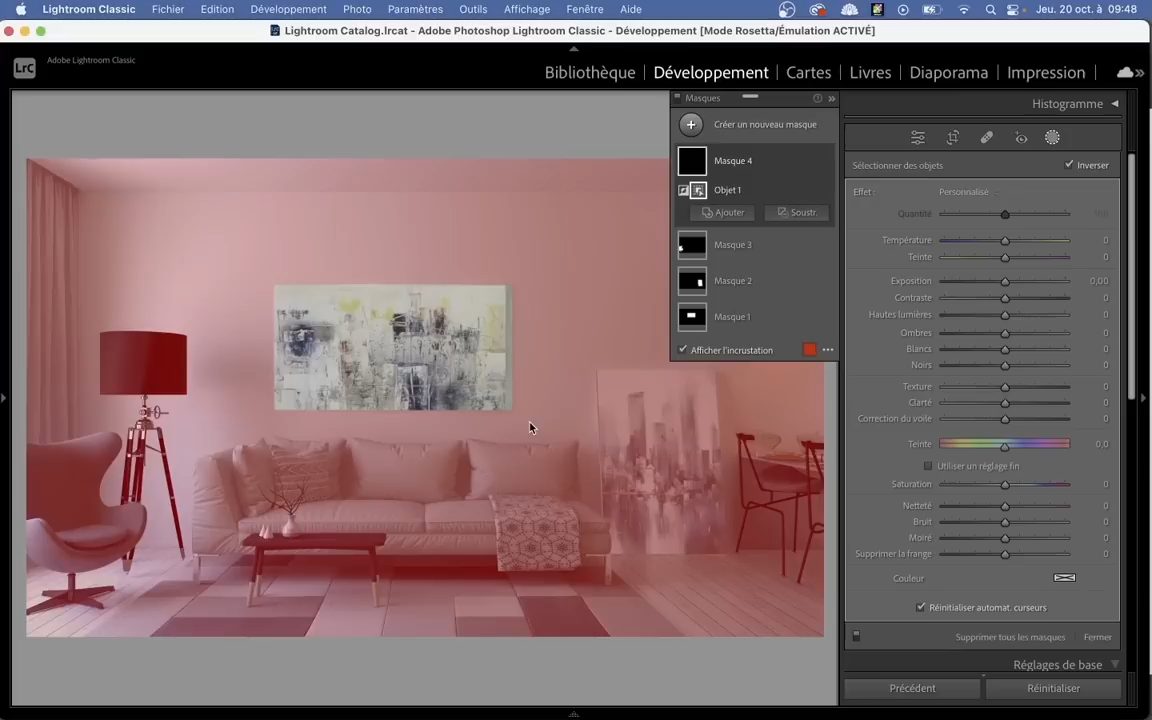 Lightroom Classic Fichier Edition Développement Photo Paramètres Outils Affichage Fenêtre Aide Jeu. 20 oct. à 09:48
Lightroom Catalog.lrcat - Adobe Photoshop Lightroom Classic - Développement [Mode Rosetta/Émulation ACTIVÉ]
LrC Adobe Lightroom Classic
Bibliothèque | Développement | Cartes | Livres | Diaporama | Impression |
Masques
Créer un nouveau masque
Masque 4
Objet 1
Ajouter Soustr.
Masque 3
Masque 2
Masque 1
Afficher l'incrustation
Histogramme
Sélectionner des objets Inverser
Effet : Personnalisé
Quantité 100
Température 0
Teinte 0
Exposition 0,00
Contraste 0
Hautes lumières 0
Ombres 0
Blancs 0
Noirs 0
Texture 0
Clarté 0
Correction du voile 0
Teinte 0,0
Utiliser un réglage fin
Saturation 0
Netteté 0
Bruit 0
Moiré 0
Supprimer la frange 0
Couleur
Réinitialiser automat. curseurs
Supprimer tous les masques Fermer
Réglages de base
Précédent Réinitialiser